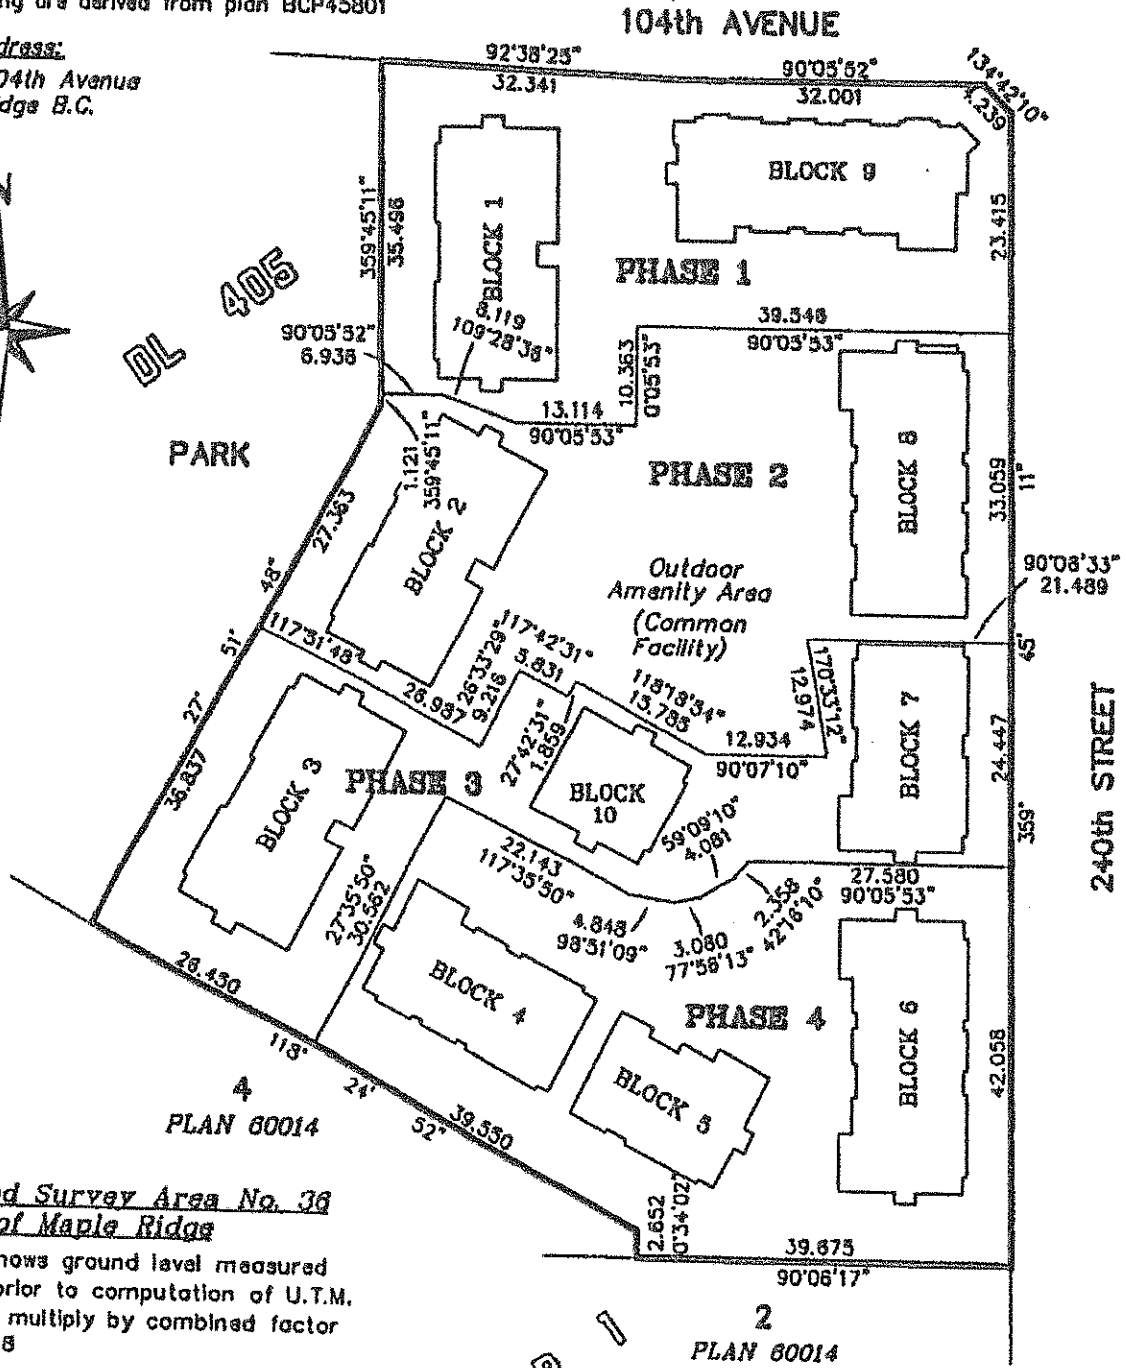 ng are derived from plan BCP45801
104th AVENUE
dress:
04th Avenue
idge B.C.
92°38'25"
32.341
90°05'52"
32.001
134°42'10"
4.239
BLOCK 9
BLOCK 1
359°45'11"
35.496
23.415
PHASE 1
DL 405
39.546
90°05'53"
90°05'52"
6.938
8.119
109°28'36"
10.363
0°05'53"
13.114
90°05'53"
PARK
1.121
359°45'11"
PHASE 2
BLOCK 8
33.059
11"
27.363
BLOCK 2
48"
Outdoor
Amenity Area
(Common
Facility)
90°08'33"
21.489
117°51'48"
26.987
26°33'29"
9.216
117°42'31"
5.831
118°18'54"
15.785
170°33'12"
12.974
45'
51"
27°42'31"
1.859
12.934
90°07'10"
BLOCK 7
24.447
240th STREET
27'
36.837
BLOCK 3
PHASE 3
BLOCK
10
59°09'10"
4.081
359°
22.143
117°35'50"
27.580
90°05'53"
27°35'50"
30.562
4.848
98°51'09"
3.080
77°58'13"
2.358
42°16'10"
28.450
BLOCK 4
PHASE 4
BLOCK 6
42.058
118°
24'
52"
39.550
BLOCK 5
4
PLAN 60014
2.652
0°34'02"
39.675
90°06'17"
d Survey Area No. 36
of Maple Ridge
hows ground level measured
prior to computation of U.T.M.
multiply by combined factor
8
2
PLAN 60014
1